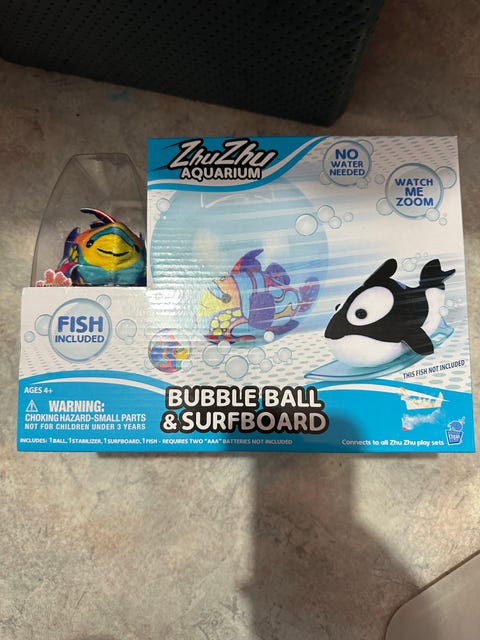 ZhuZhu
AQUARIUM
NO
WATER
NEEDED
WATCH
ME
ZOOM
FISH
INCLUDED
THIS FISH NOT INCLUDED
AGES 4+
WARNING:
CHOKING HAZARD-SMALL PARTS
NOT FOR CHILDREN UNDER 3 YEARS
BUBBLE BALL
& SURFBOARD
INCLUDES: 1 BALL, 1 STABILIZER, 1 SURFBOARD, 1 FISH - REQUIRES TWO "AAA" BATTERIES NOT INCLUDED
Connects to all Zhu Zhu play sets